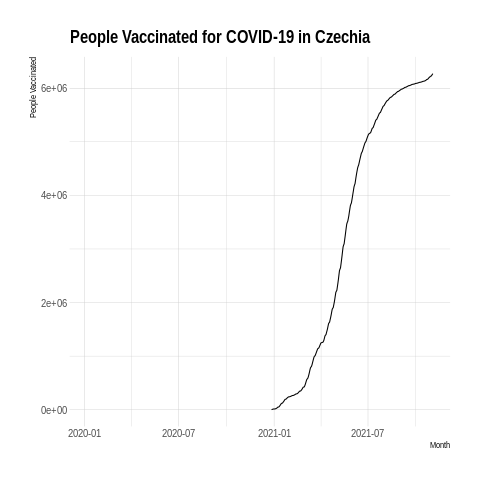 People Vaccinated for COVID-19 in Czechia
People Vaccinated
6e+06
4e+06
2e+06
0e+00
2020-01 2020-07 2021-01 2021-07
Month